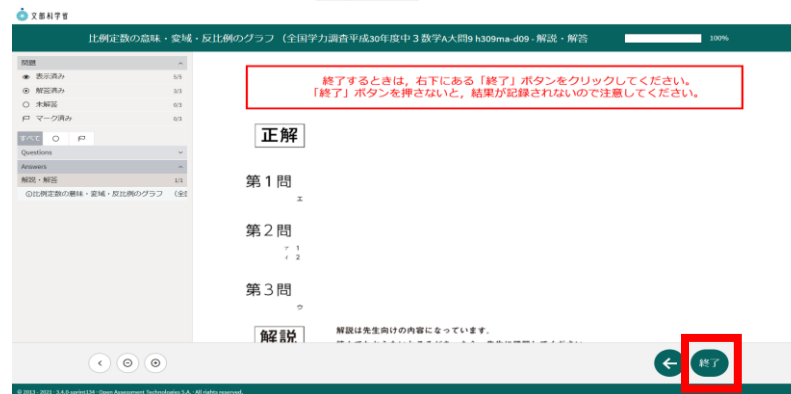 文部科学省
比例定数の意味・変域・反比例のグラフ（全国学力調査平成30年度中３数学A大問9 h309ma-d09 - 解説・解答
100%
問題
表示済み 5/5
解答済み 3/3
未解答 0/3
マーク済み 0/3
すべて
Questions
Answers
解説・解答 1/1
比例定数の意味・変域・反比例のグラフ （全国
終了するときは，右下にある「終了」ボタンをクリックしてください。
「終了」ボタンを押さないと，結果が記録されないので注意してください。
正解
第１問
エ
第２問
ア 1
イ 2
第３問
ウ
解説
解説は先生向けの内容になっています。
終了
© 2013 - 2021 · 3.4.0-sprint134 · Open Assessment Technologies S.A. · All rights reserved.